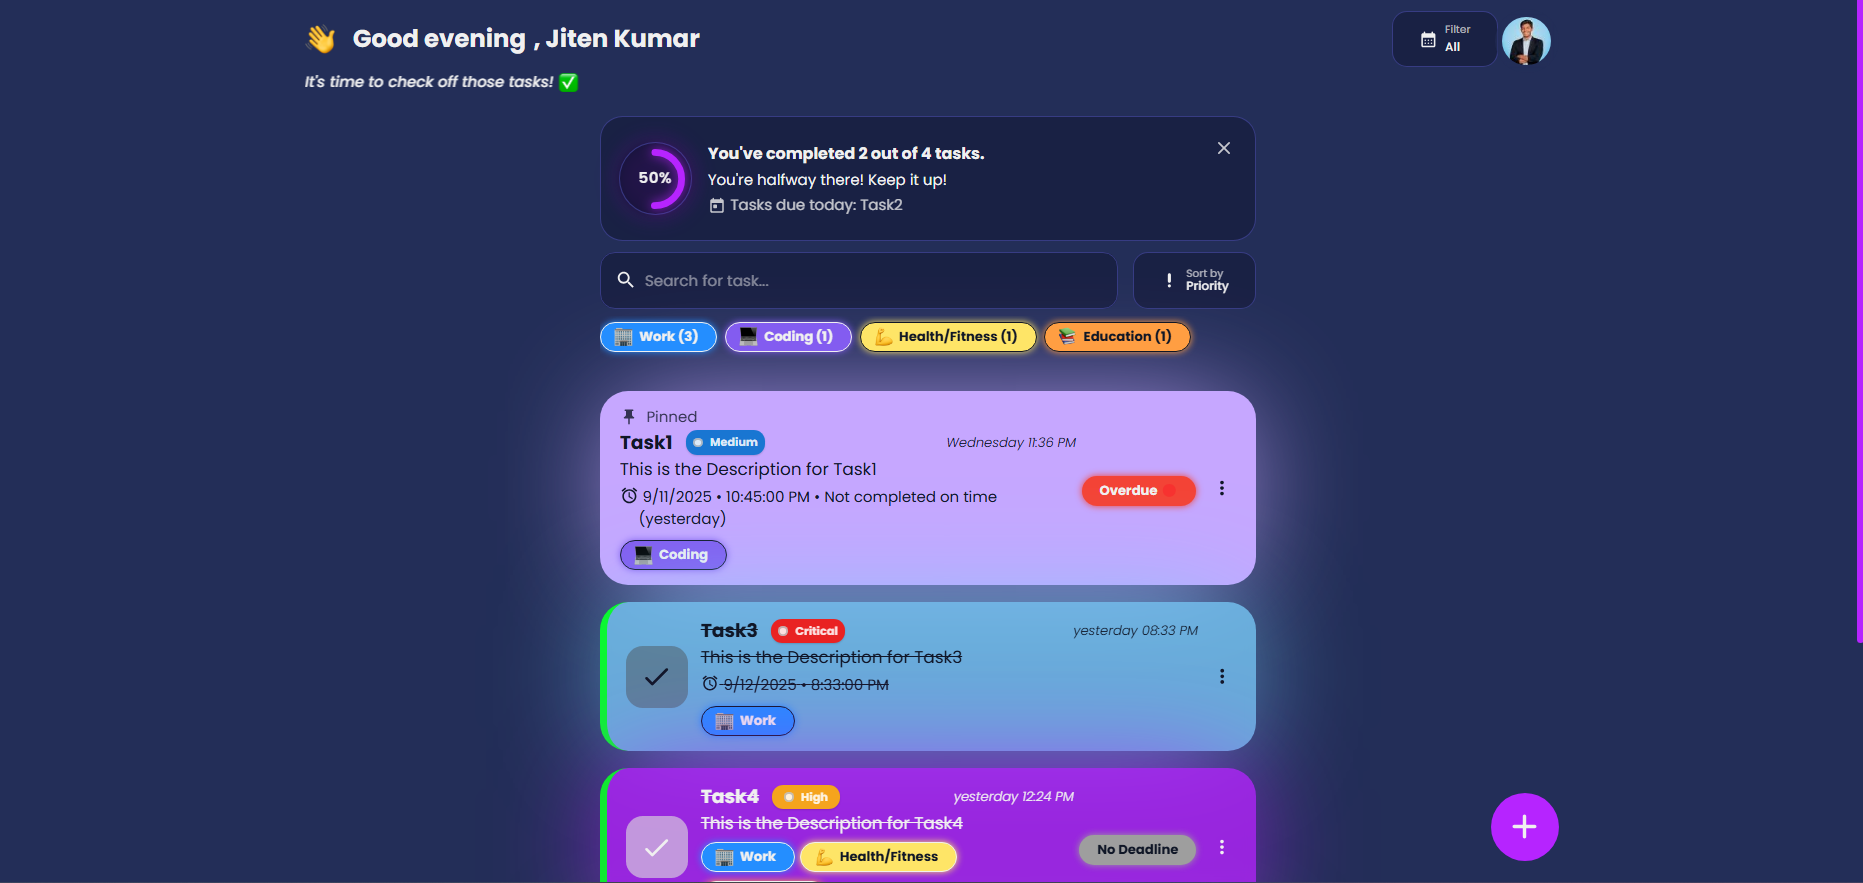 👋 Good evening , Jiten Kumar
Filter
All
It's time to check off those tasks! ✅
50%
You've completed 2 out of 4 tasks.
You're halfway there! Keep it up!
Tasks due today: Task2
Search for task...
Sort by
Priority
Work (3)
Coding (1)
Health/Fitness (1)
Education (1)
Pinned
Task1 Medium Wednesday 11:36 PM
This is the Description for Task1
9/11/2025 • 10:45:00 PM • Not completed on time
(yesterday)
Overdue
Coding
Task3 Critical yesterday 08:33 PM
This is the Description for Task3
9/12/2025 • 8:33:00 PM
Work
Task4 High yesterday 12:24 PM
This is the Description for Task4
Work Health/Fitness
No Deadline